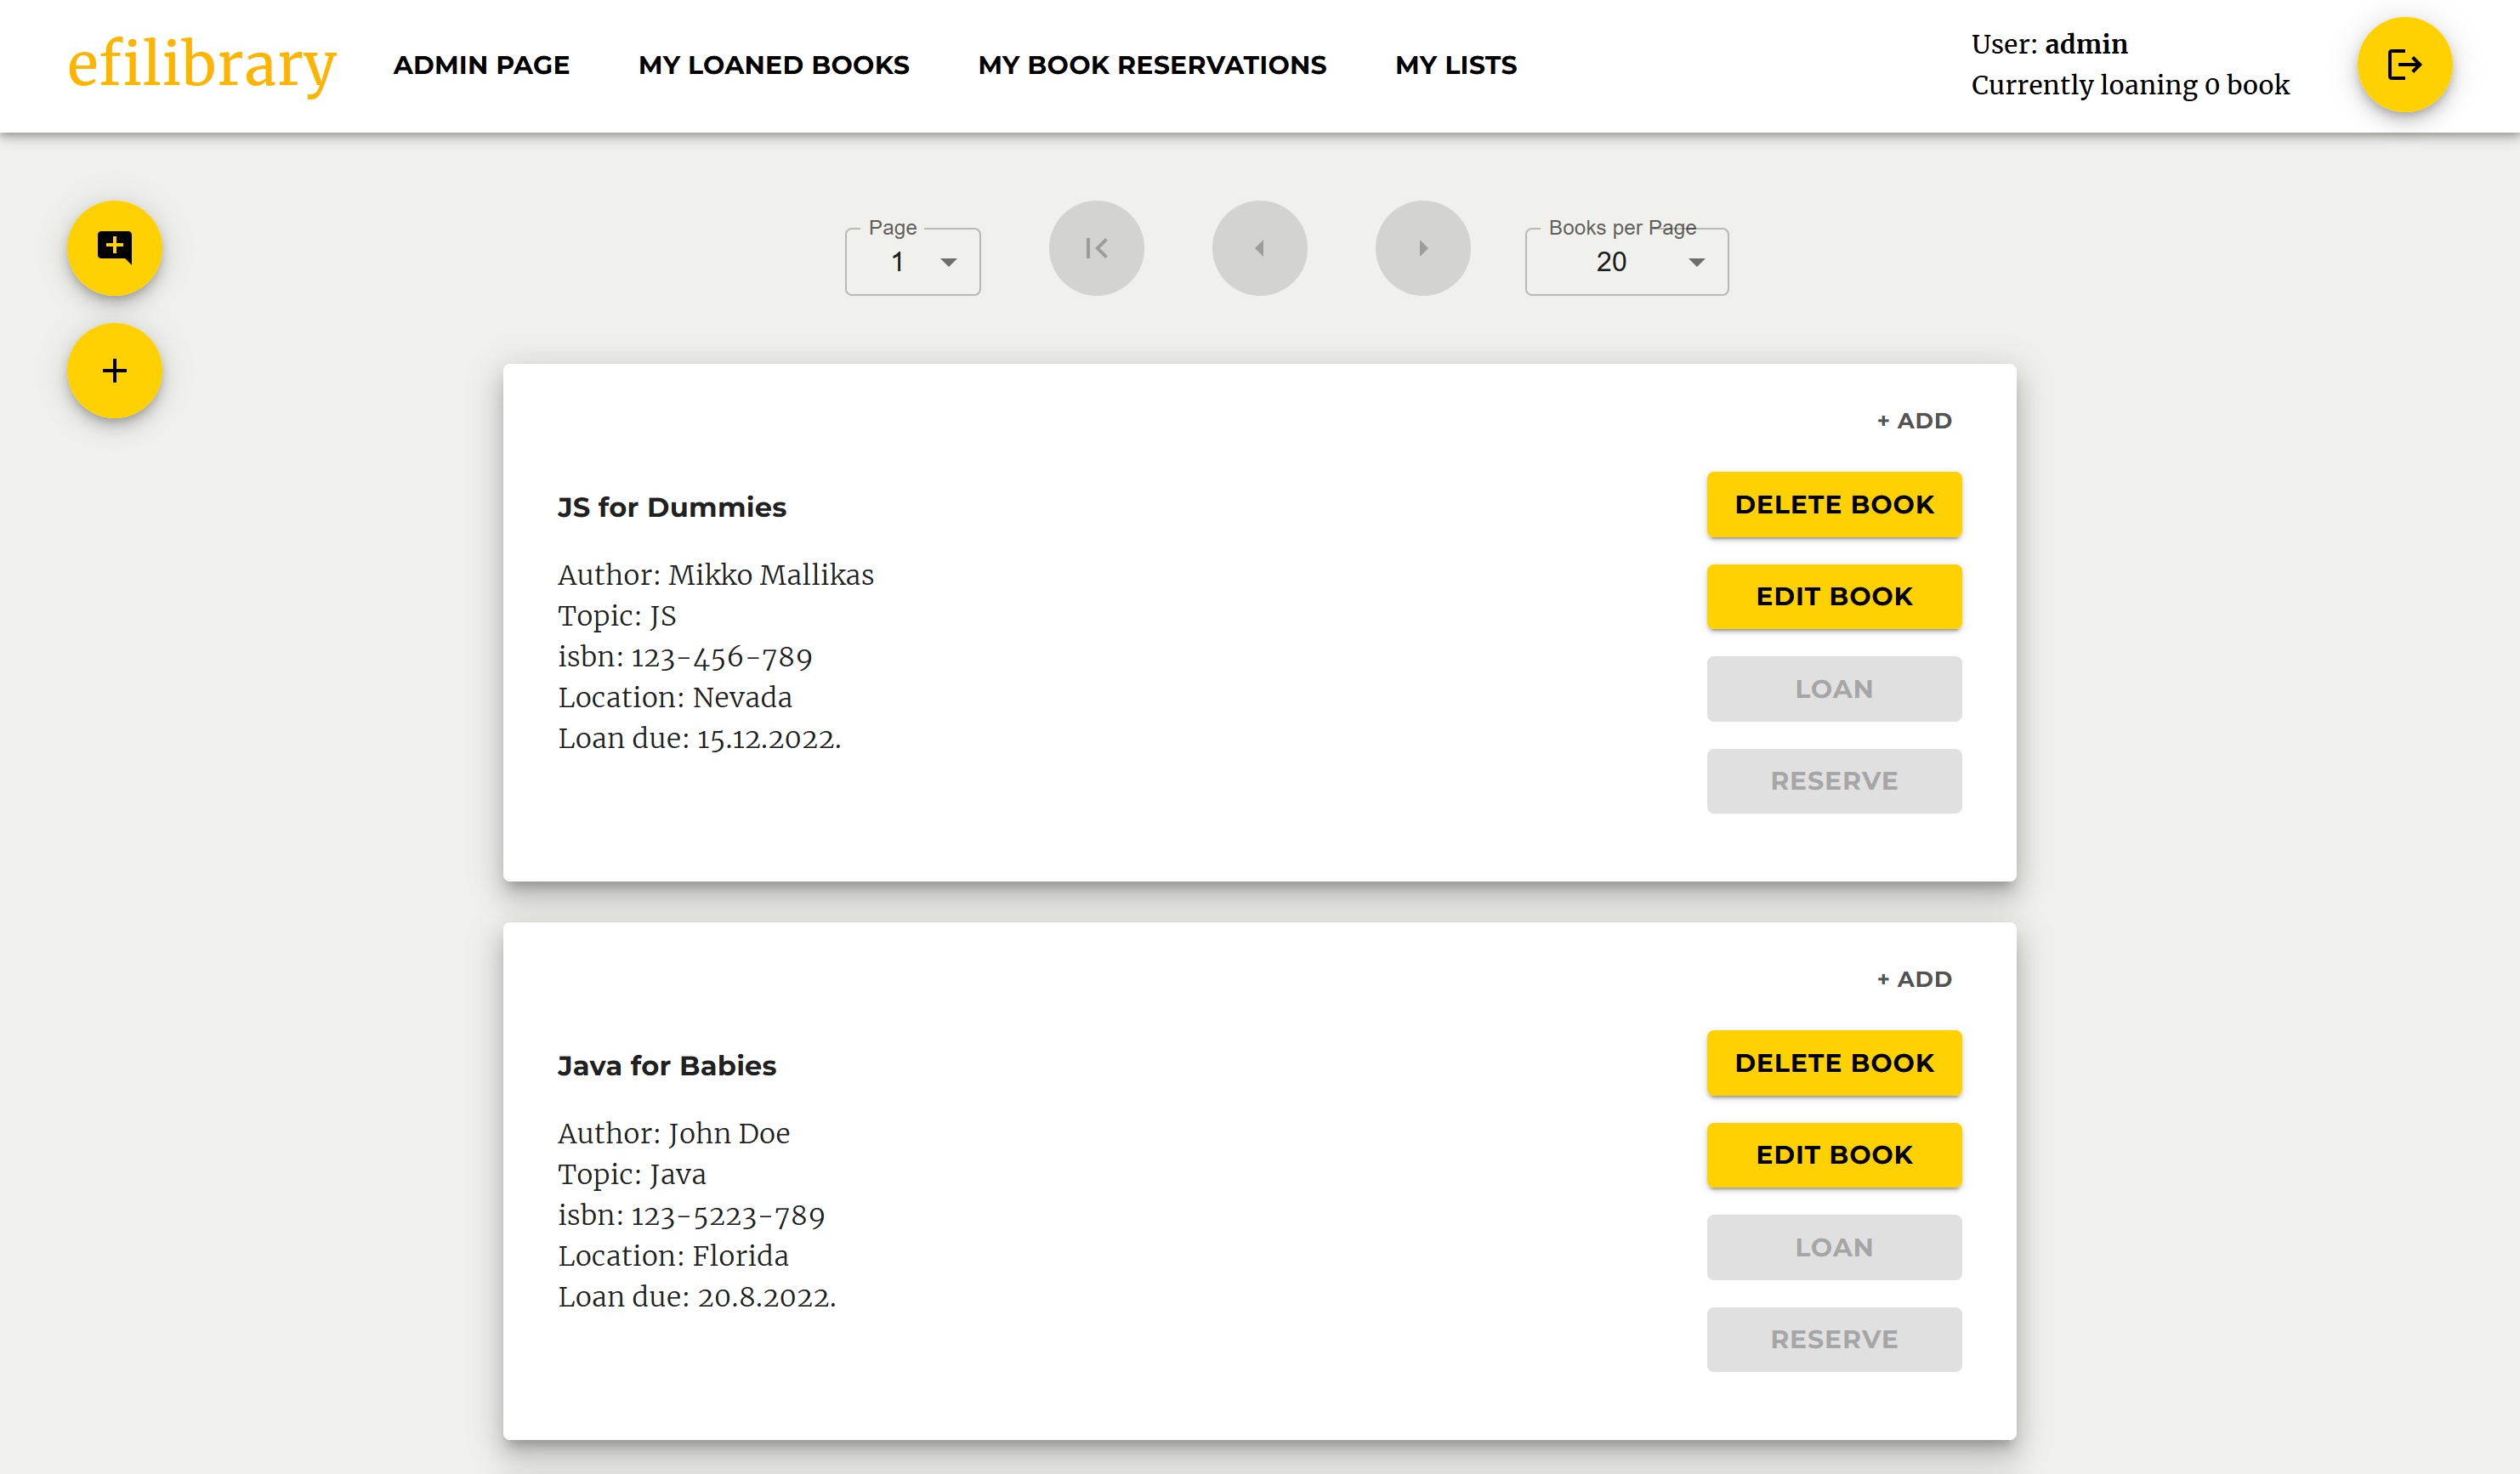 efilibrary
ADMIN PAGE
MY LOANED BOOKS
MY BOOK RESERVATIONS
MY LISTS
User: admin
Currently loaning 0 book
Page
1
Books per Page
20
+ ADD
JS for Dummies
Author: Mikko Mallikas
Topic: JS
isbn: 123-456-789
Location: Nevada
Loan due: 15.12.2022.
DELETE BOOK
EDIT BOOK
LOAN
RESERVE
+ ADD
Java for Babies
Author: John Doe
Topic: Java
isbn: 123-5223-789
Location: Florida
Loan due: 20.8.2022.
DELETE BOOK
EDIT BOOK
LOAN
RESERVE